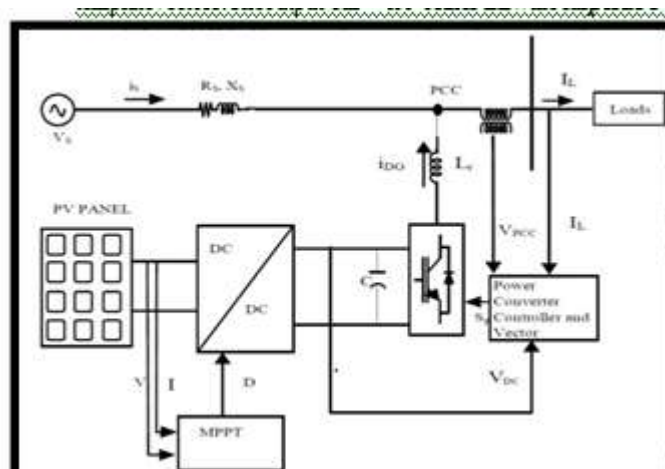 is
Rs, Xs
PCC
IL
Loads
Vs
iDG
Lc
PV PANEL
DC
DC
C
VPCC
IL
Power
Converter
Controller and
Vector
VDC
V
I
D
MPPT